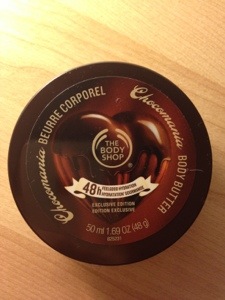 Chocomania BEURRE CORPOREL
Chocomania BODY BUTTER
THE
BODY
SHOP
48h
EXCLUSIVE EDITION
EDITION EXCLUSIVE
50 ml 1.69 OZ (48 g)